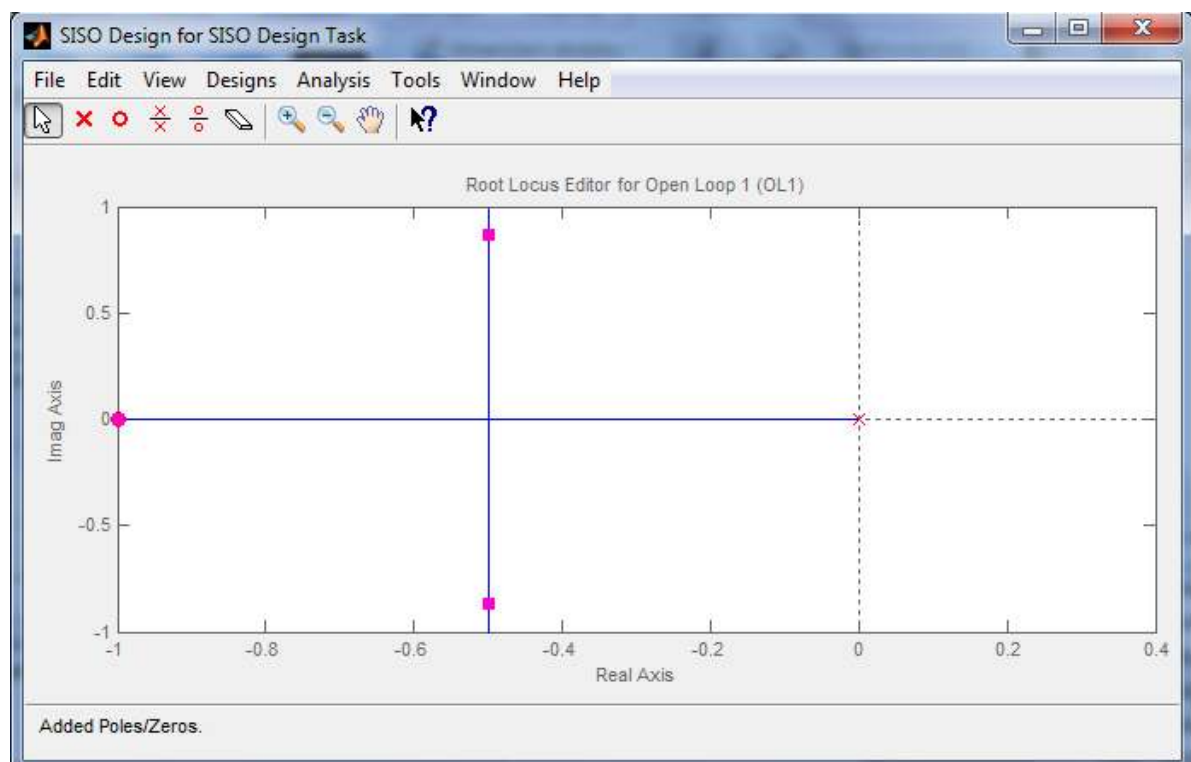 SISO Design for SISO Design Task
File Edit View Designs Analysis Tools Window Help
Root Locus Editor for Open Loop 1 (OL1)
1
0.5
0
-0.5
-1
Imag Axis
-1 -0.8 -0.6 -0.4 -0.2 0 0.2 0.4
Real Axis
Added Poles/Zeros.